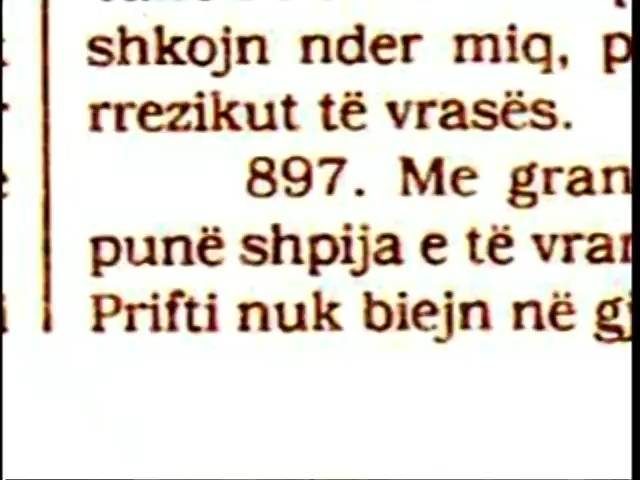 shkojn nder miq,
rrezikut të vrasës.
897. Me
punë shpija e të
Prifti nuk biejn në